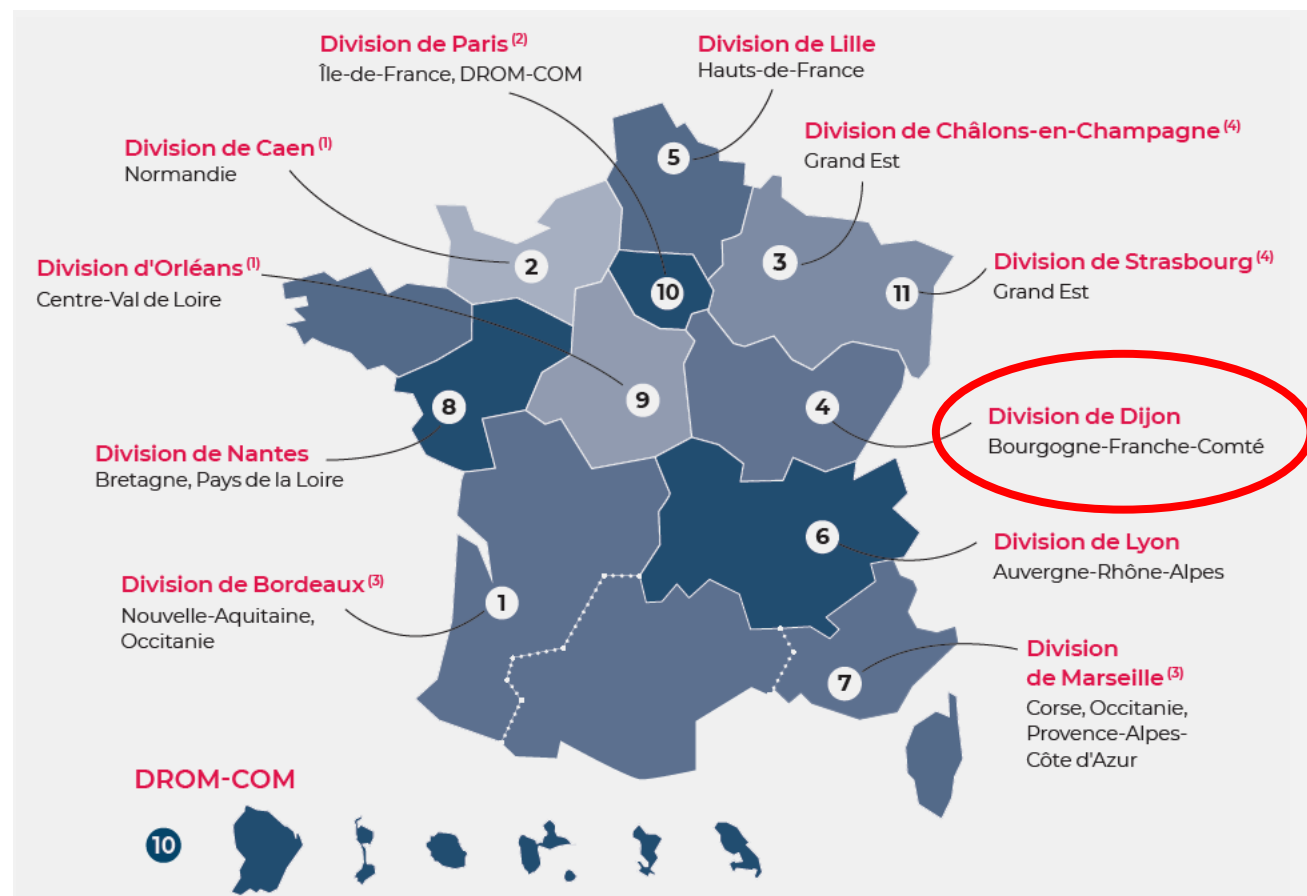 Division de Paris (2)
Île-de-France, DROM-COM
Division de Lille
Hauts-de-France
Division de Caen (1)
Normandie
Division de Châlons-en-Champagne (4)
Grand Est
5
3
2
Division d'Orléans (1)
Centre-Val de Loire
10
11
Division de Strasbourg (4)
Grand Est
8
9
4
Division de Dijon
Bourgogne-Franche-Comté
Division de Nantes
Bretagne, Pays de la Loire
6
Division de Lyon
Auvergne-Rhône-Alpes
Division de Bordeaux (3)
Nouvelle-Aquitaine,
Occitanie
1
7
Division
de Marseille (3)
Corse, Occitanie,
Provence-Alpes-
Côte d'Azur
DROM-COM
10